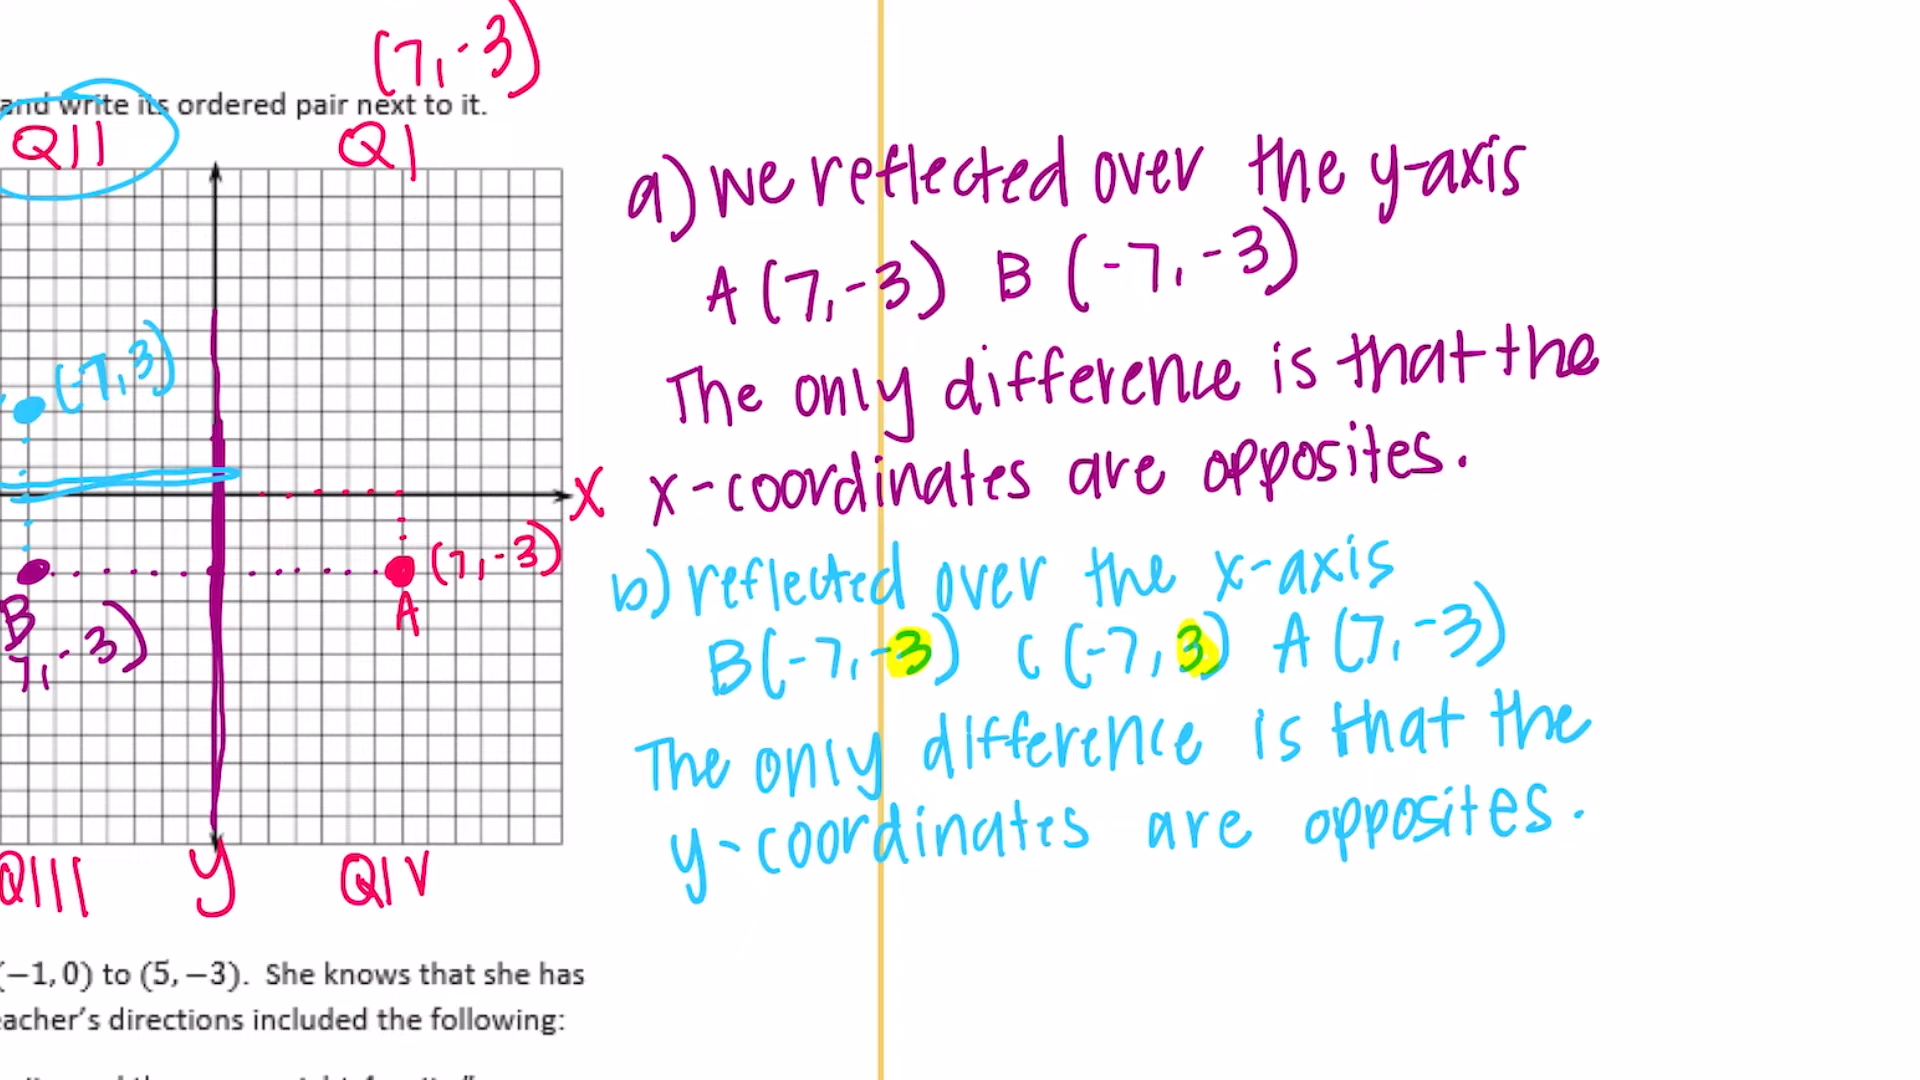 (7,-3)
and write its ordered pair next to it.
QII
QI
(-7,3)
X
(7,-3)
A
B
7,-3)
QIII
y
QIV
(−1, 0) to (5, −3). She knows that she has
eacher’s directions included the following:
a) we reflected over the y-axis
A (7,-3) B (-7,-3)
The only difference is that the
x-coordinates are opposites.
b) reflected over the x-axis
B(-7,-3) C (-7,3) A (7,-3)
The only difference is that the
y-coordinates are opposites.